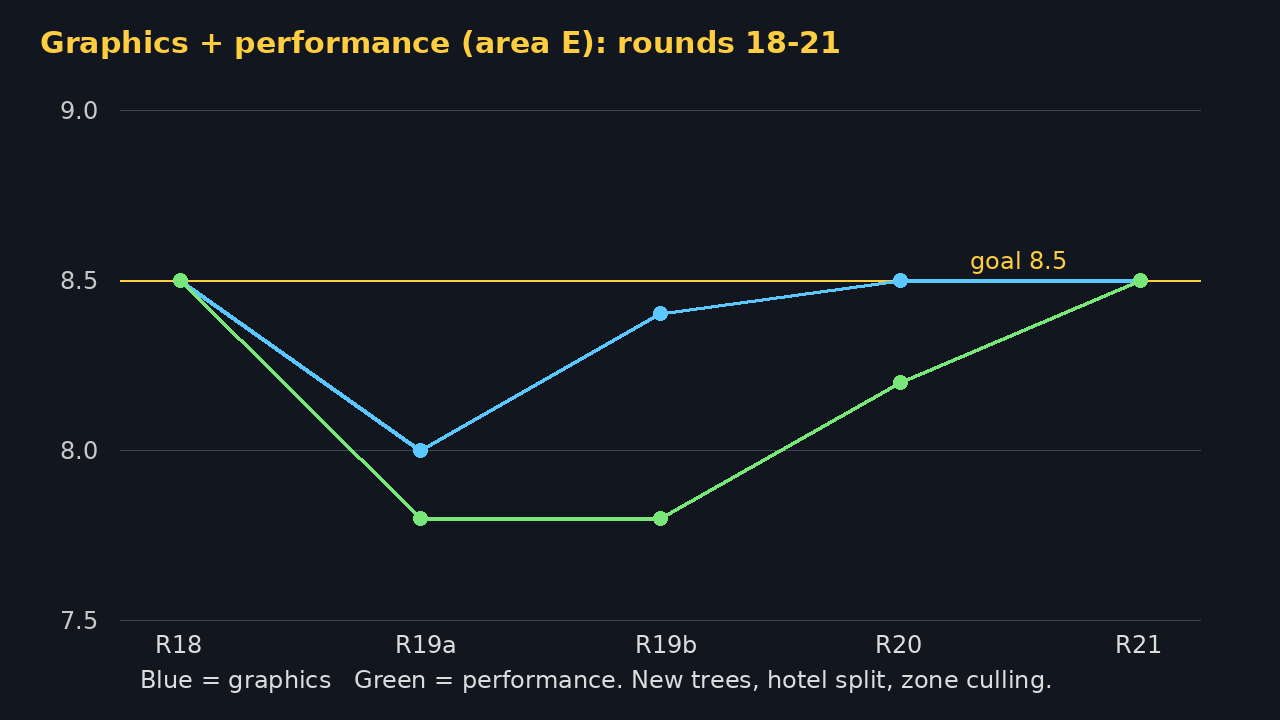 Graphics + performance (area E): rounds 18-21
9.0
goal 8.5
8.5
8.0
7.5
R18 R19a R19b R20 R21
Blue = graphics Green = performance. New trees, hotel split, zone culling.